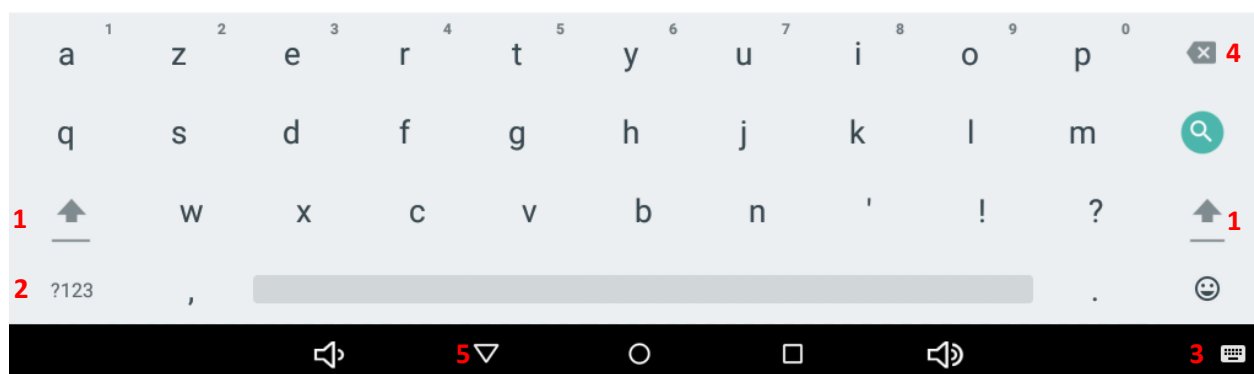 1 2 3 4 5 6 7 8 9 0
a z e r t y u i o p 4
q s d f g h j k l m
1 w x c v b n ' ! ? 1
2 ?123 , .
5 3